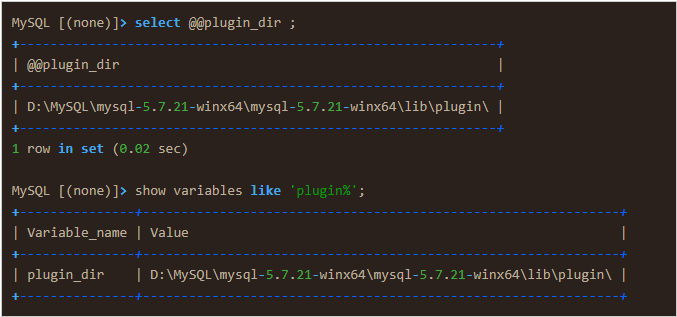 MySQL [(none)]> select @@plugin_dir ;
+-----------------------------------------------------------+
| @@plugin_dir                                              |
+-----------------------------------------------------------+
| D:\MySQL\mysql-5.7.21-winx64\mysql-5.7.21-winx64\lib\plugin\ |
+-----------------------------------------------------------+
1 row in set (0.02 sec)
MySQL [(none)]> show variables like 'plugin%';
+---------------+-----------------------------------------------------------+
| Variable_name | Value                                                     |
+---------------+-----------------------------------------------------------+
| plugin_dir    | D:\MySQL\mysql-5.7.21-winx64\mysql-5.7.21-winx64\lib\plugin\ |
+---------------+-----------------------------------------------------------+